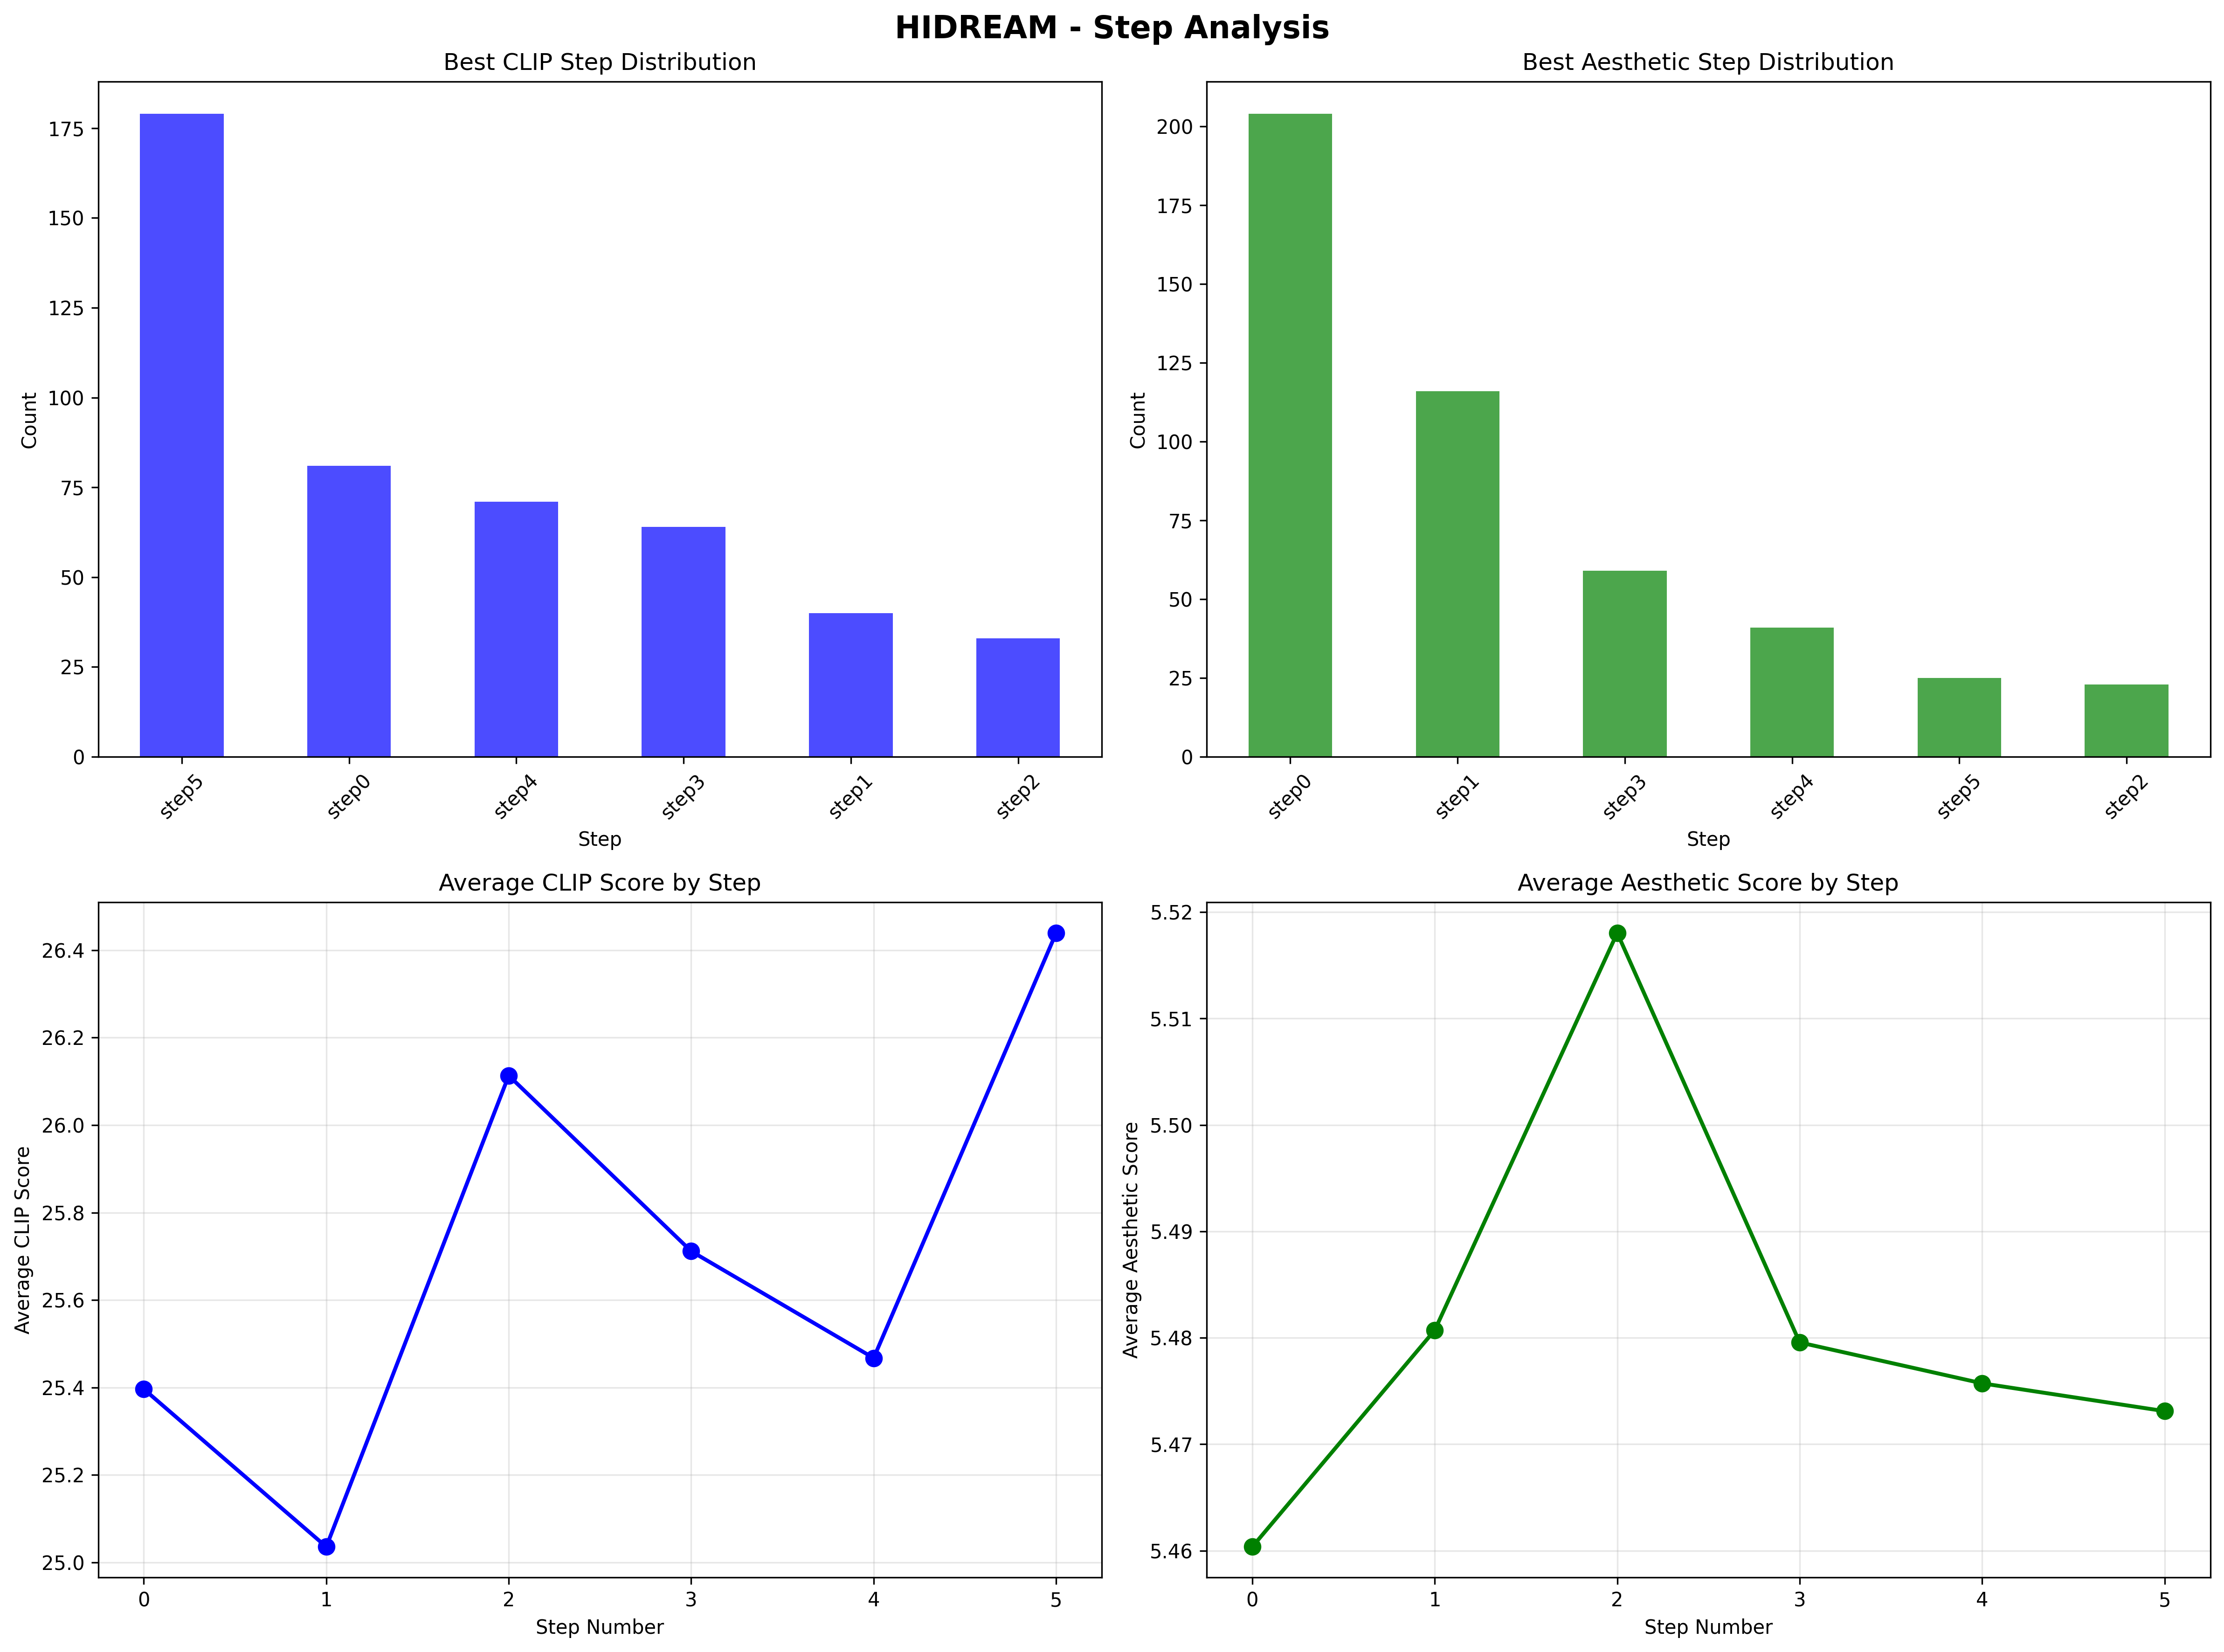 HIDREAM - Step Analysis
Best CLIP Step Distribution
Count
175
150
125
100
75
50
25
0
step5
step0
step4
step3
step1
step2
Step
Best Aesthetic Step Distribution
Count
200
175
150
125
100
75
50
25
0
step0
step1
step3
step4
step5
step2
Step
Average CLIP Score by Step
Average CLIP Score
26.4
26.2
26.0
25.8
25.6
25.4
25.2
25.0
0 1 2 3 4 5
Step Number
Average Aesthetic Score by Step
Average Aesthetic Score
5.52
5.51
5.50
5.49
5.48
5.47
5.46
0 1 2 3 4 5
Step Number